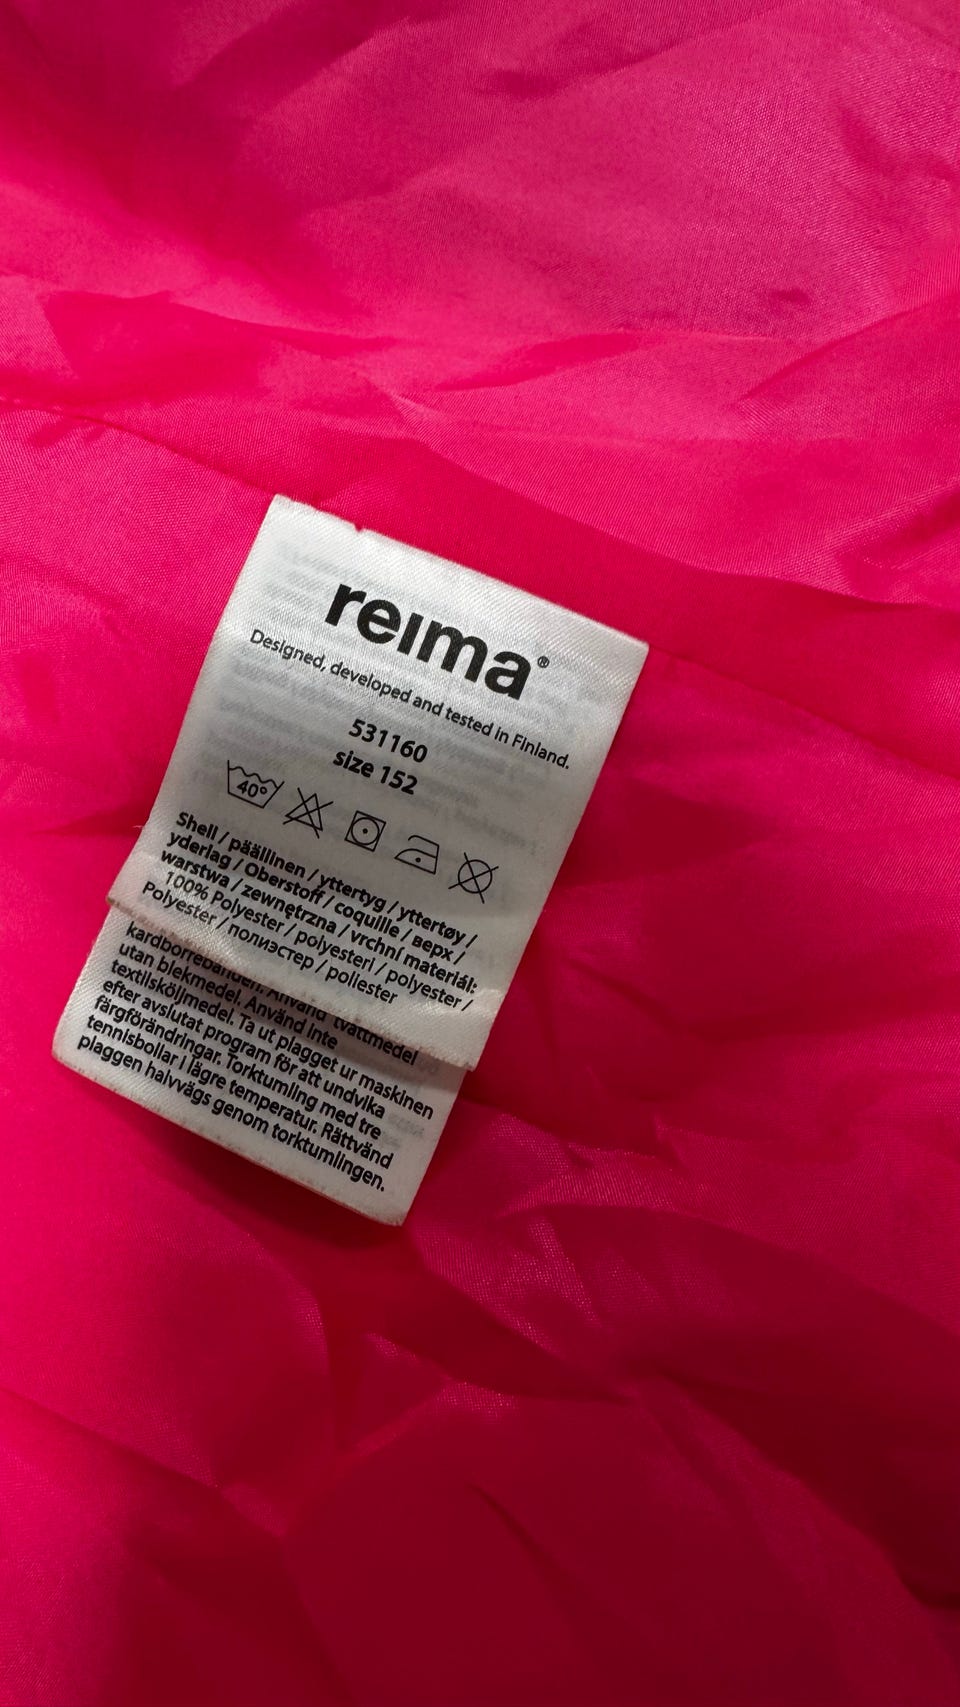 reima®
Designed, developed and tested in Finland.
531160
size 152
40°
Shell / päällinen / yttertyg / yttertøy /
yderlag / Oberstoff / coquille / верх /
warstwa / zewnętrzna / vrchní materiál:
100% Polyester / polyesteri / polyester /
Polyester / полиэстер / poliester
kardborrebanden. Använd tvättmedel
utan blekmedel. Använd inte
textilsköljmedel. Ta ut plagget ur maskinen
efter avslutat program för att undvika
färgförändringar. Torktumling med tre
tennisbollar i lägre temperatur. Rättvänd
plaggen halvvägs genom torktumlingen.